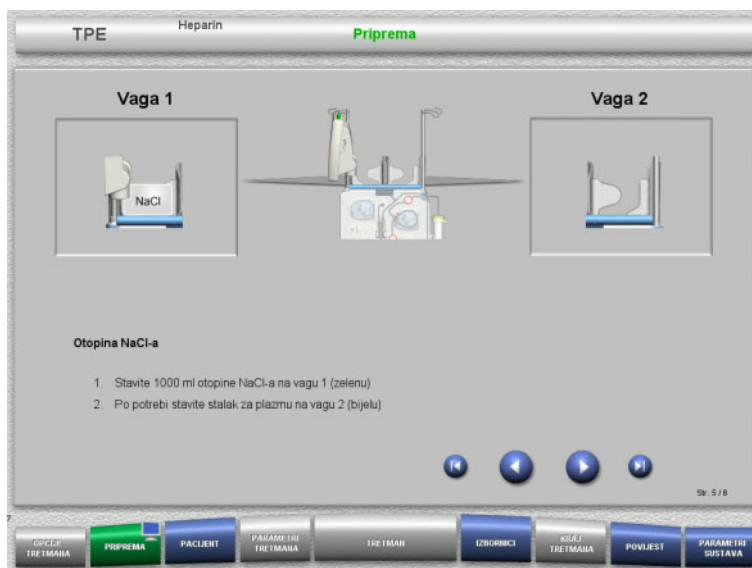 TPE Heparin Priprema
Vaga 1 Vaga 2
NaCl
Otopina NaCl-a
1. Stavite 1000 ml otopine NaCl-a na vagu 1 (zelenu)
2. Po potrebi stavite stalak za plazmu na vagu 2 (bijelu)
Str. 5 / 8
OPCIJE TRETMANA
PRIPREMA
PACIJENT
PARAMETRI TRETMANA
TRETMAN
IZBORNICI
KRAJ TRETMANA
POVIJEST
PARAMETRI SUSTAVA